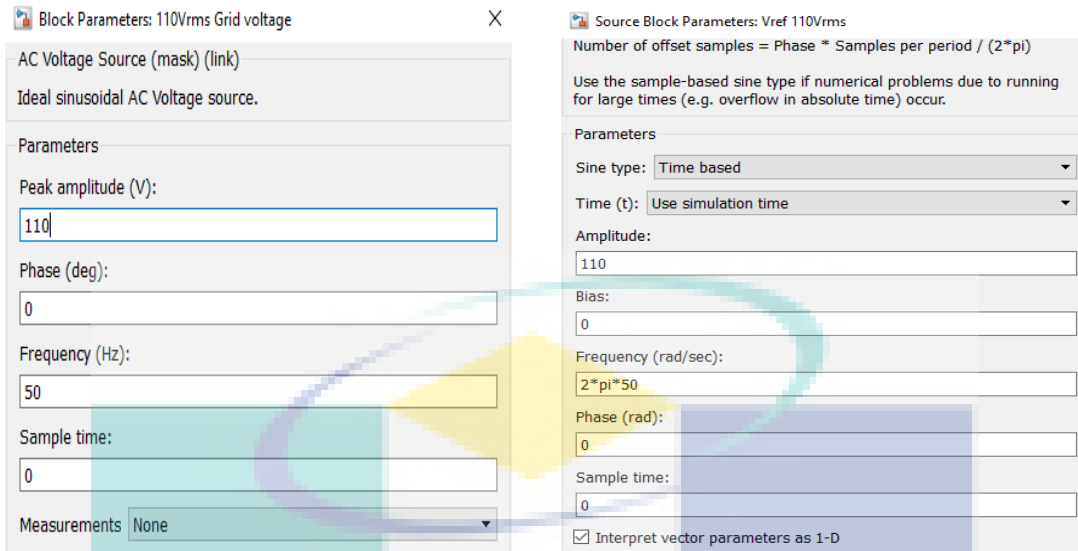 Block Parameters: 110Vrms Grid voltage
AC Voltage Source (mask) (link)
Ideal sinusoidal AC Voltage source.
Parameters
Peak amplitude (V):
110
Phase (deg):
0
Frequency (Hz):
50
Sample time:
0
Measurements None
Source Block Parameters: Vref 110Vrms
Number of offset samples = Phase * Samples per period / (2*pi)
Use the sample-based sine type if numerical problems due to running
for large times (e.g. overflow in absolute time) occur.
Parameters
Sine type: Time based
Time (t): Use simulation time
Amplitude:
110
Bias:
0
Frequency (rad/sec):
2*pi*50
Phase (rad):
0
Sample time:
0
Interpret vector parameters as 1-D